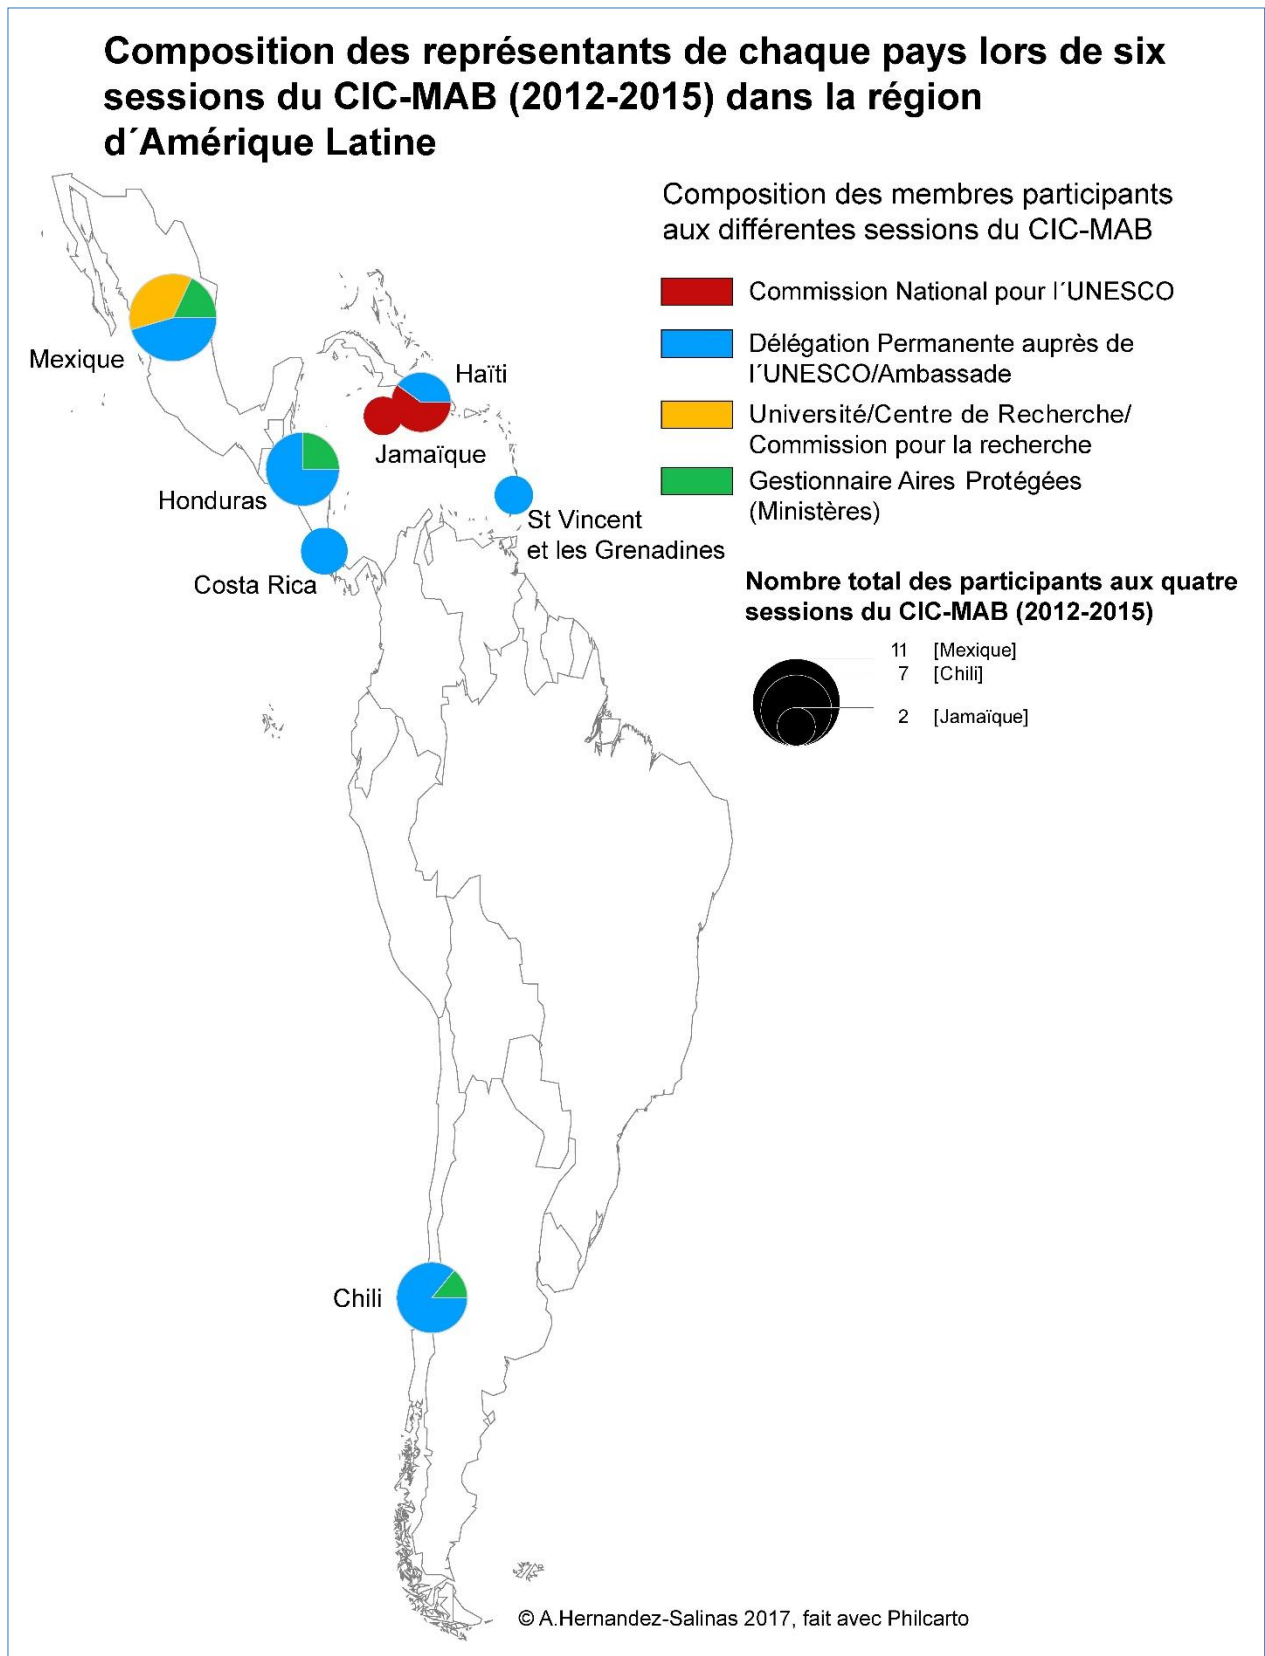 Composition des représentants de chaque pays lors de six
sessions du CIC-MAB (2012-2015) dans la région
d´Amérique Latine
Composition des membres participants
aux différentes sessions du CIC-MAB
Commission National pour l´UNESCO
Délégation Permanente auprès de
l´UNESCO/Ambassade
Université/Centre de Recherche/
Commission pour la recherche
Gestionnaire Aires Protégées
(Ministères)
Nombre total des participants aux quatre
sessions du CIC-MAB (2012-2015)
11 [Mexique]
7 [Chili]
2 [Jamaïque]
Mexique
Haïti
Jamaïque
Honduras
St Vincent
et les Grenadines
Costa Rica
Chili
© A.Hernandez-Salinas 2017, fait avec Philcarto